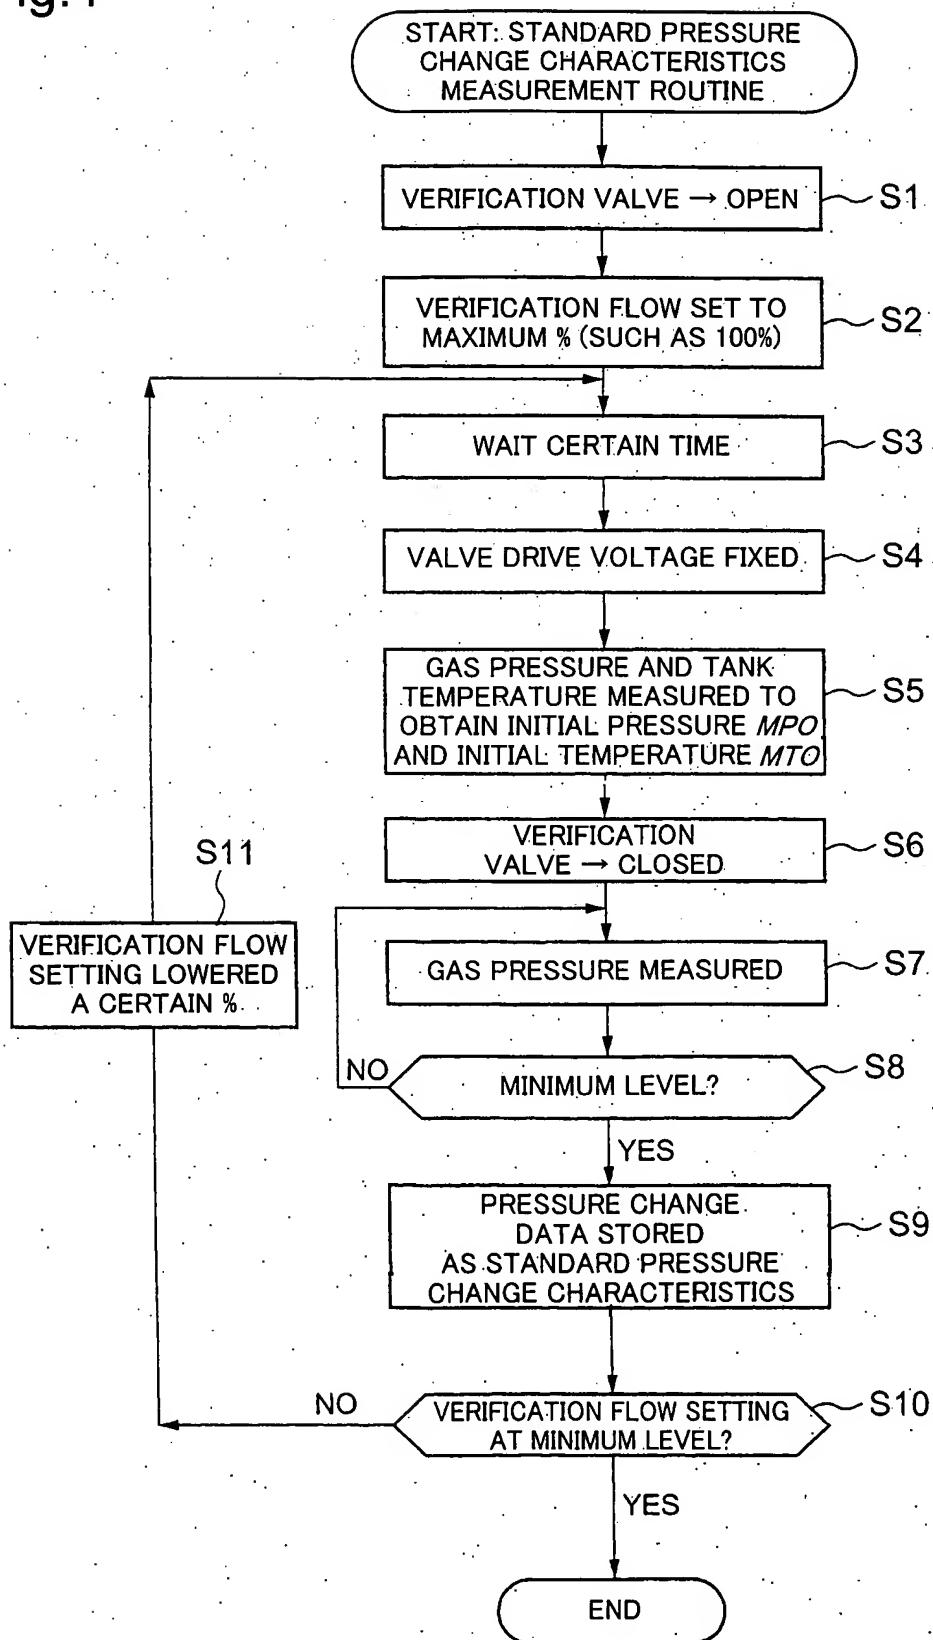 START: STANDARD PRESSURE
CHANGE CHARACTERISTICS
MEASUREMENT ROUTINE
VERIFICATION VALVE → OPEN
S1
VERIFICATION FLOW SET TO
MAXIMUM % (SUCH AS 100%)
S2
WAIT CERTAIN TIME
S3
VALVE DRIVE VOLTAGE FIXED
S4
GAS PRESSURE AND TANK
TEMPERATURE MEASURED TO
OBTAIN INITIAL PRESSURE MPO
AND INITIAL TEMPERATURE MTO
S5
VERIFICATION
VALVE → CLOSED
S6
S11
VERIFICATION FLOW
SETTING LOWERED
A CERTAIN %
GAS PRESSURE MEASURED
S7
NO
MINIMUM LEVEL?
S8
YES
PRESSURE CHANGE
DATA STORED
AS STANDARD PRESSURE
CHANGE CHARACTERISTICS
S9
NO
VERIFICATION FLOW SETTING
AT MINIMUM LEVEL?
S10
YES
END